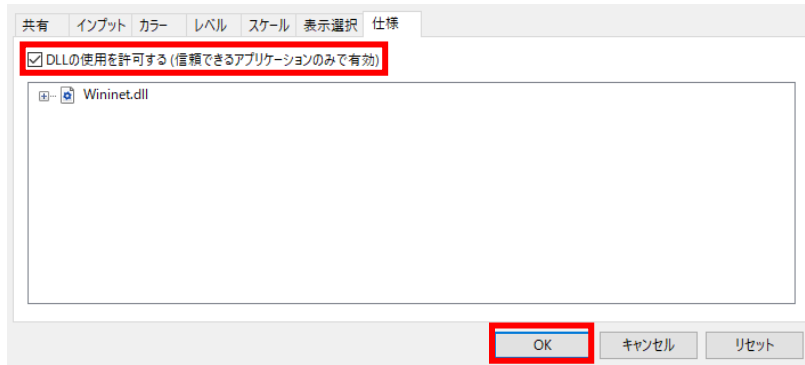 共有 インプット カラー レベル スケール 表示選択 仕様
DLLの使用を許可する (信頼できるアプリケーションのみで有効)
Wininet.dll
OK キャンセル リセット